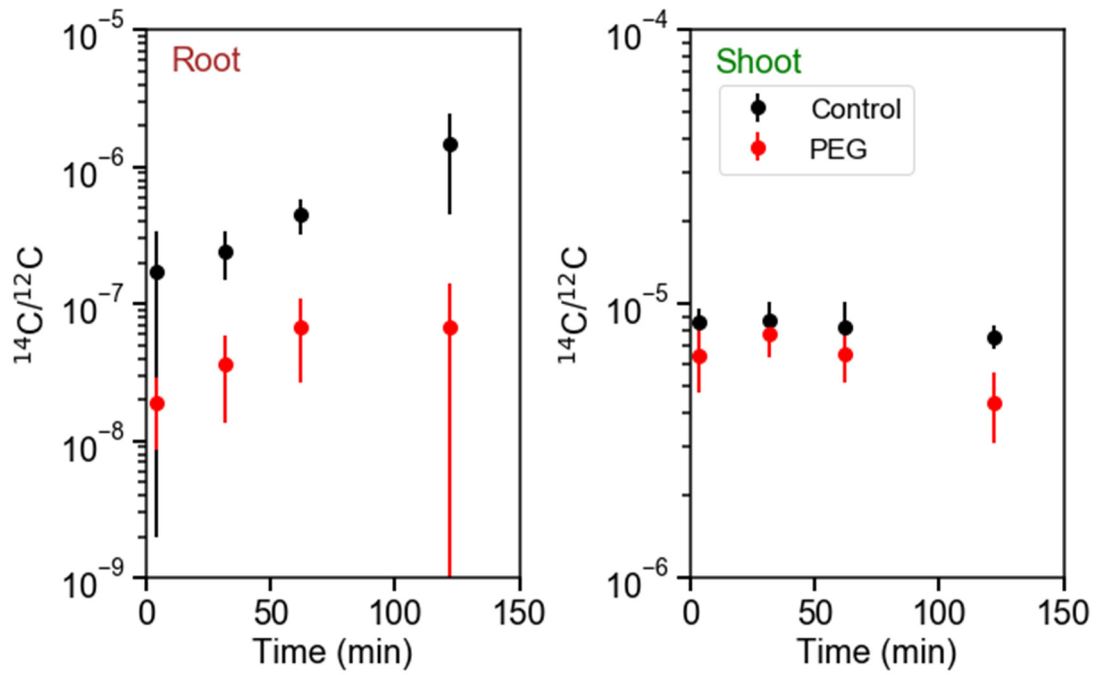 Root
10⁻⁵
10⁻⁶
10⁻⁷
10⁻⁸
10⁻⁹
¹⁴C/¹²C
0 50 100 150
Time (min)
Shoot
Control
PEG
10⁻⁴
10⁻⁵
10⁻⁶
¹⁴C/¹²C
0 50 100 150
Time (min)